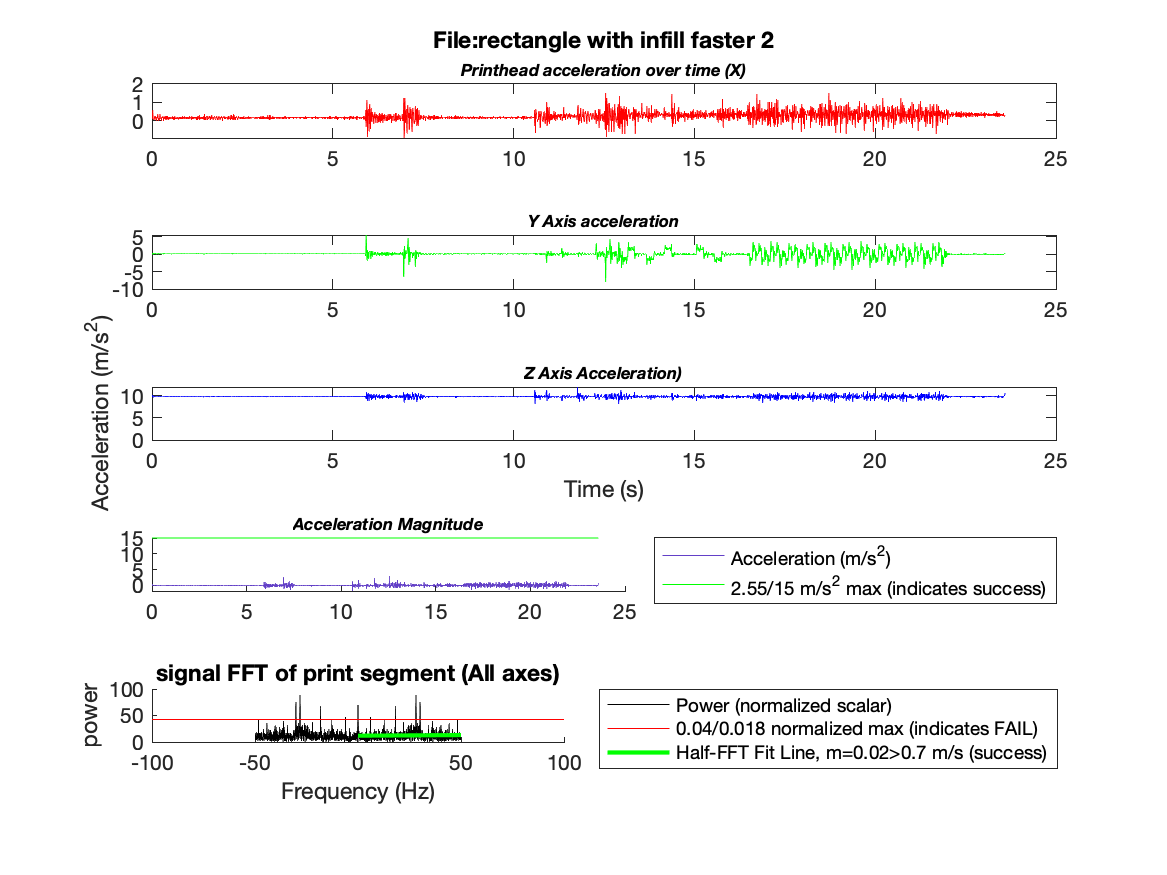 File:rectangle with infill faster 2
Printhead acceleration over time (X)
2
1
0
0 5 10 15 20 25
Y Axis acceleration
5
0
-5
-10
0 5 10 15 20 25
Z Axis Acceleration)
10
5
0
0 5 10 15 20 25
Time (s)
Acceleration (m/s²)
Acceleration Magnitude
15
10
5
0
0 5 10 15 20 25
Acceleration (m/s²)
2.55/15 m/s² max (indicates success)
signal FFT of print segment (All axes)
power
100
50
0
-100 -50 0 50 100
Frequency (Hz)
Power (normalized scalar)
0.04/0.018 normalized max (indicates FAIL)
Half-FFT Fit Line, m=0.02>0.7 m/s (success)